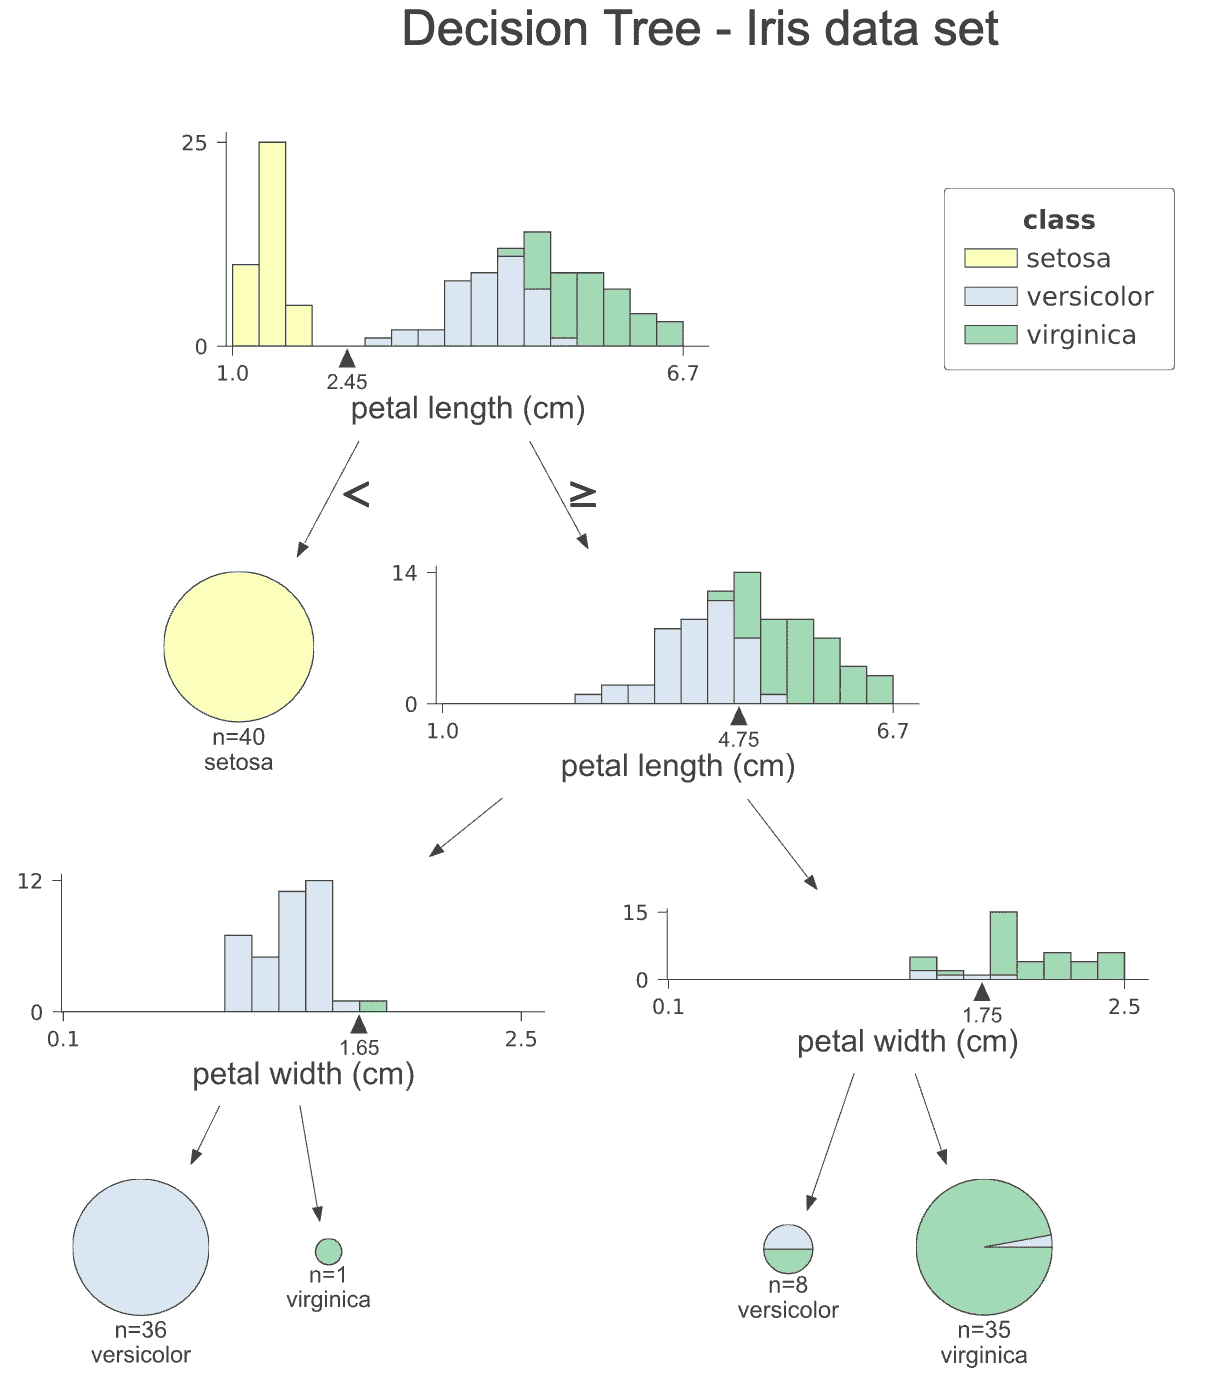 Decision Tree - Iris data set
25
0
1.0
2.45
6.7
petal length (cm)
class
setosa
versicolor
virginica
<
≥
n=40
setosa
14
0
1.0
4.75
6.7
petal length (cm)
12
0
0.1
1.65
2.5
petal width (cm)
15
0
0.1
1.75
2.5
petal width (cm)
n=36
versicolor
n=1
virginica
n=8
versicolor
n=35
virginica